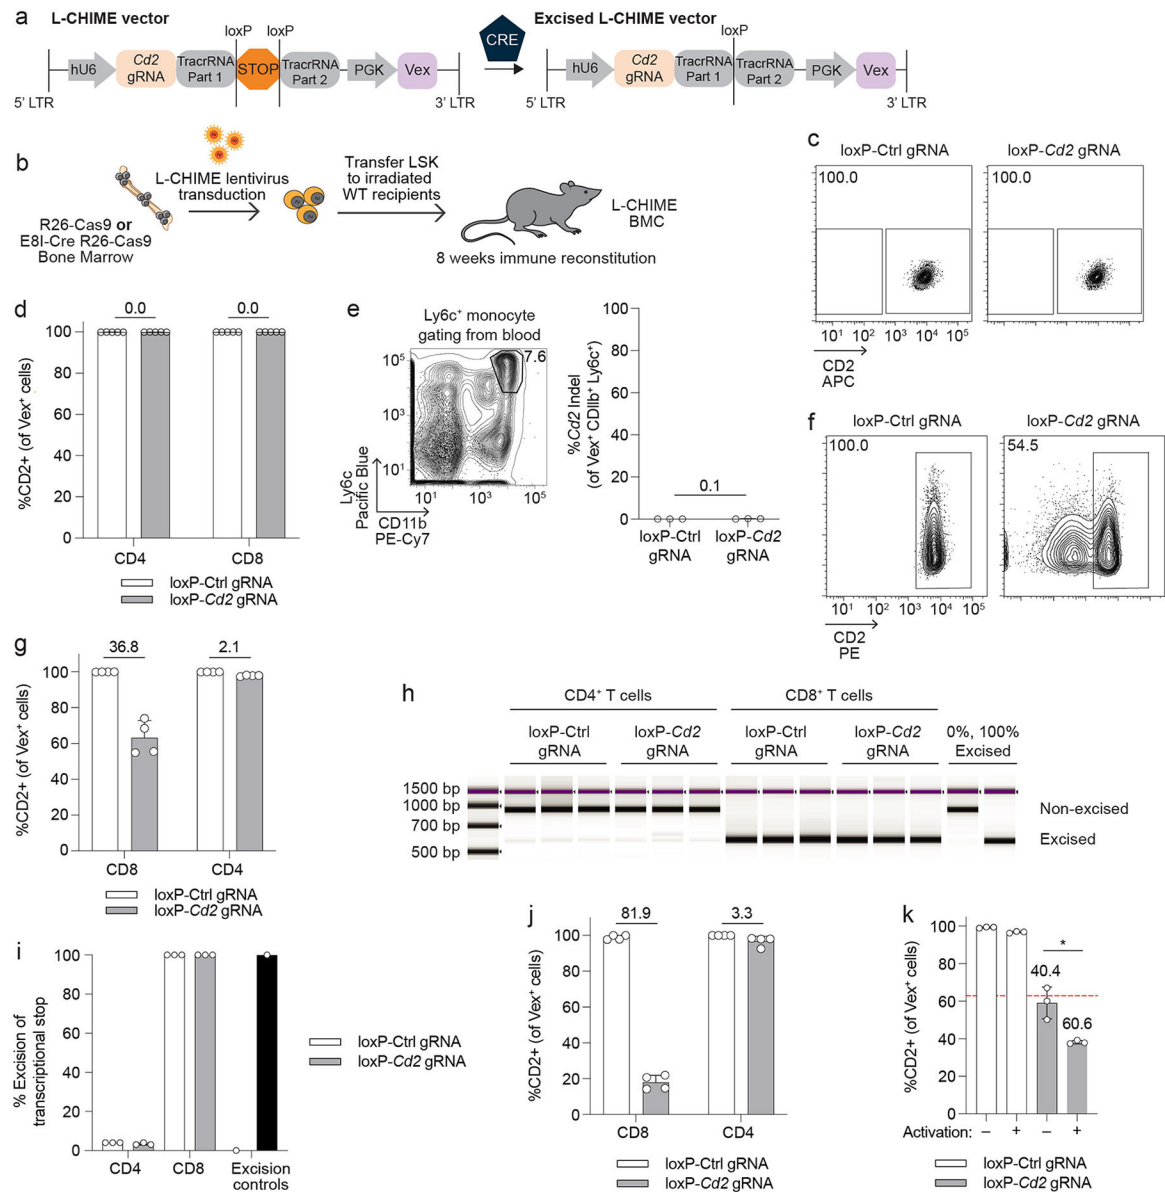 a
L-CHIME vector
loxP
loxP
hU6
Cd2
gRNA
TracrRNA
Part 1
STOP
TracrRNA
Part 2
PGK
Vex
5' LTR
3' LTR
CRE
Excised L-CHIME vector
loxP
hU6
Cd2
gRNA
TracrRNA
Part 1
TracrRNA
Part 2
PGK
Vex
5' LTR
3' LTR
b
R26-Cas9 or
E8I-Cre R26-Cas9
Bone Marrow
L-CHIME lentivirus
transduction
Transfer LSK
to irradiated
WT recipients
L-CHIME
BMC
8 weeks immune reconstitution
c
loxP-Ctrl gRNA
loxP-Cd2 gRNA
100.0
100.0
10¹ 10² 10³ 10⁴ 10⁵
10¹ 10² 10³ 10⁴ 10⁵
CD2
APC
d
%CD2+ (of Vex⁺ cells)
100
80
60
40
20
0
0.0
0.0
CD4
CD8
loxP-Ctrl gRNA
loxP-Cd2 gRNA
e
Ly6c⁺ monocyte
gating from blood
7.6
10⁵
10³
10¹
10¹
10³
10⁵
Ly6c
Pacific Blue
CD11b
PE-Cy7
%Cd2 Indel
(of Vex⁺ CDIIb⁺ Ly6c⁺)
100
80
60
40
20
0
0.1
loxP-Ctrl
gRNA
loxP-Cd2
gRNA
f
loxP-Ctrl gRNA
loxP-Cd2 gRNA
100.0
54.5
10¹ 10² 10³ 10⁴ 10⁵
10¹ 10² 10³ 10⁴ 10⁵
CD2
PE
g
%CD2+ (of Vex⁺ cells)
100
80
60
40
20
0
36.8
2.1
CD8
CD4
loxP-Ctrl gRNA
loxP-Cd2 gRNA
h
CD4⁺ T cells
CD8⁺ T cells
loxP-Ctrl
gRNA
loxP-Cd2
gRNA
loxP-Ctrl
gRNA
loxP-Cd2
gRNA
0%, 100%
Excised
1500 bp
1000 bp
700 bp
500 bp
Non-excised
Excised
i
% Excision of
transcriptional stop
100
80
60
40
20
0
CD4
CD8
Excision
controls
loxP-Ctrl gRNA
loxP-Cd2 gRNA
j
%CD2+ (of Vex⁺ cells)
100
80
60
40
20
0
81.9
3.3
CD8
CD4
loxP-Ctrl gRNA
loxP-Cd2 gRNA
k
%CD2+ (of Vex⁺ cells)
100
80
60
40
20
0
*
40.4
60.6
Activation: – + – +
loxP-Ctrl gRNA
loxP-Cd2 gRNA